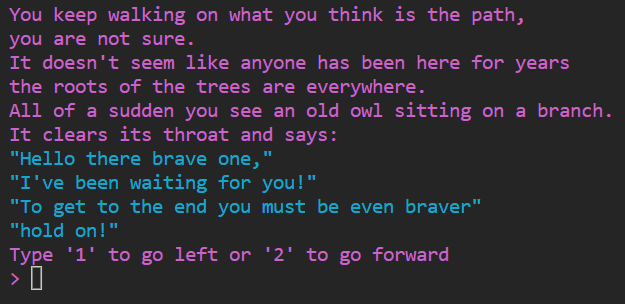 You keep walking on what you think is the path,
you are not sure.
It doesn't seem like anyone has been here for years
the roots of the trees are everywhere.
All of a sudden you see an old owl sitting on a branch.
It clears its throat and says:
"Hello there brave one,"
"I've been waiting for you!"
"To get to the end you must be even braver"
"hold on!"
Type '1' to go left or '2' to go forward
>